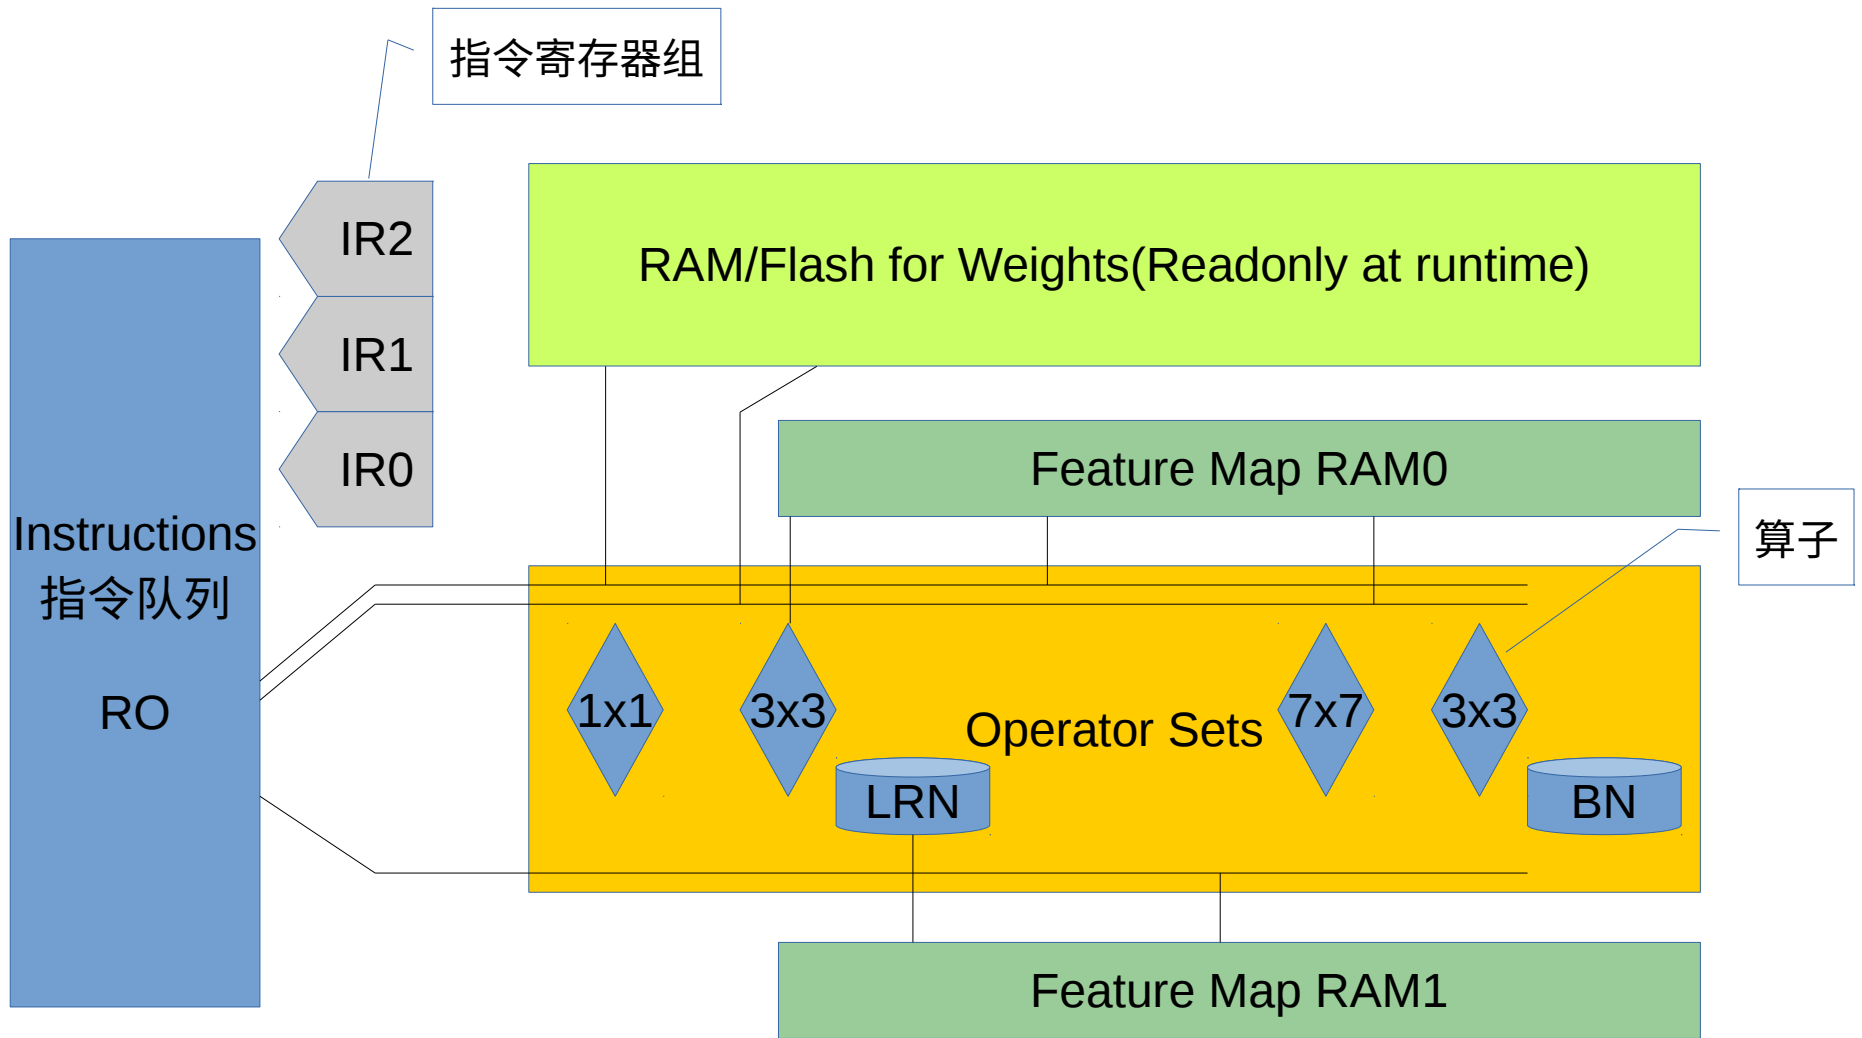 指令寄存器组
IR2
IR1
IR0
Instructions
指令队列
RO
RAM/Flash for Weights(Readonly at runtime)
Feature Map RAM0
算子
1x1
3x3
Operator Sets
7x7
3x3
LRN
BN
Feature Map RAM1